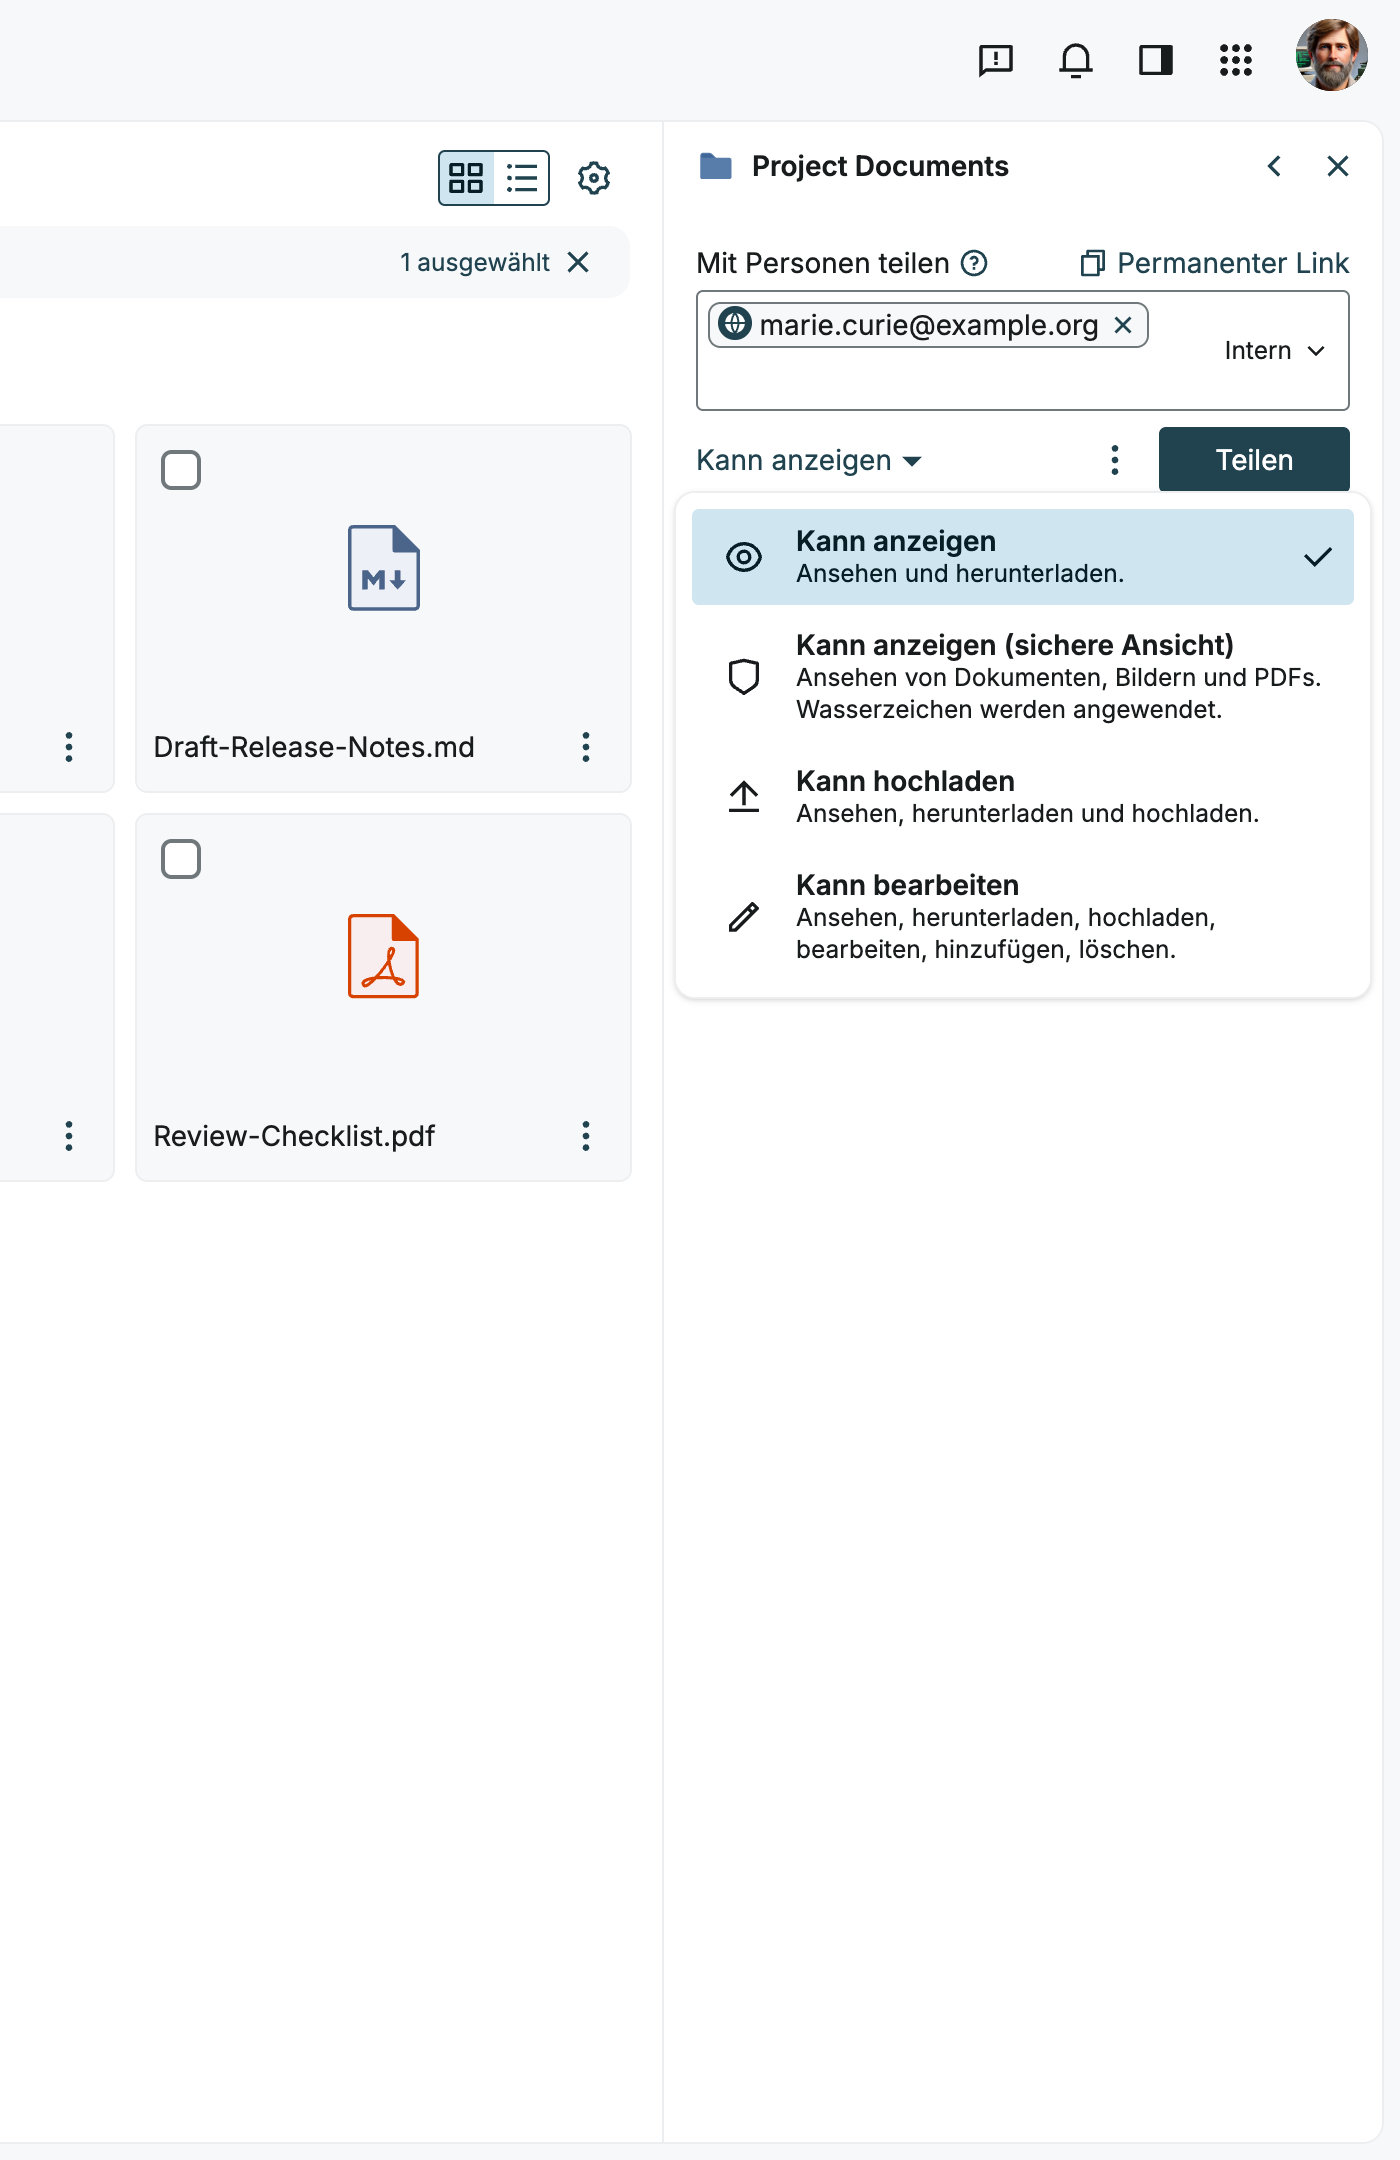 1 ausgewählt
Draft-Release-Notes.md
Review-Checklist.pdf
Project Documents
Mit Personen teilen
Permanenter Link
marie.curie@example.org
Intern
Kann anzeigen
Teilen
Kann anzeigen
Ansehen und herunterladen.
Kann anzeigen (sichere Ansicht)
Ansehen von Dokumenten, Bildern und PDFs.
Wasserzeichen werden angewendet.
Kann hochladen
Ansehen, herunterladen und hochladen.
Kann bearbeiten
Ansehen, herunterladen, hochladen,
bearbeiten, hinzufügen, löschen.